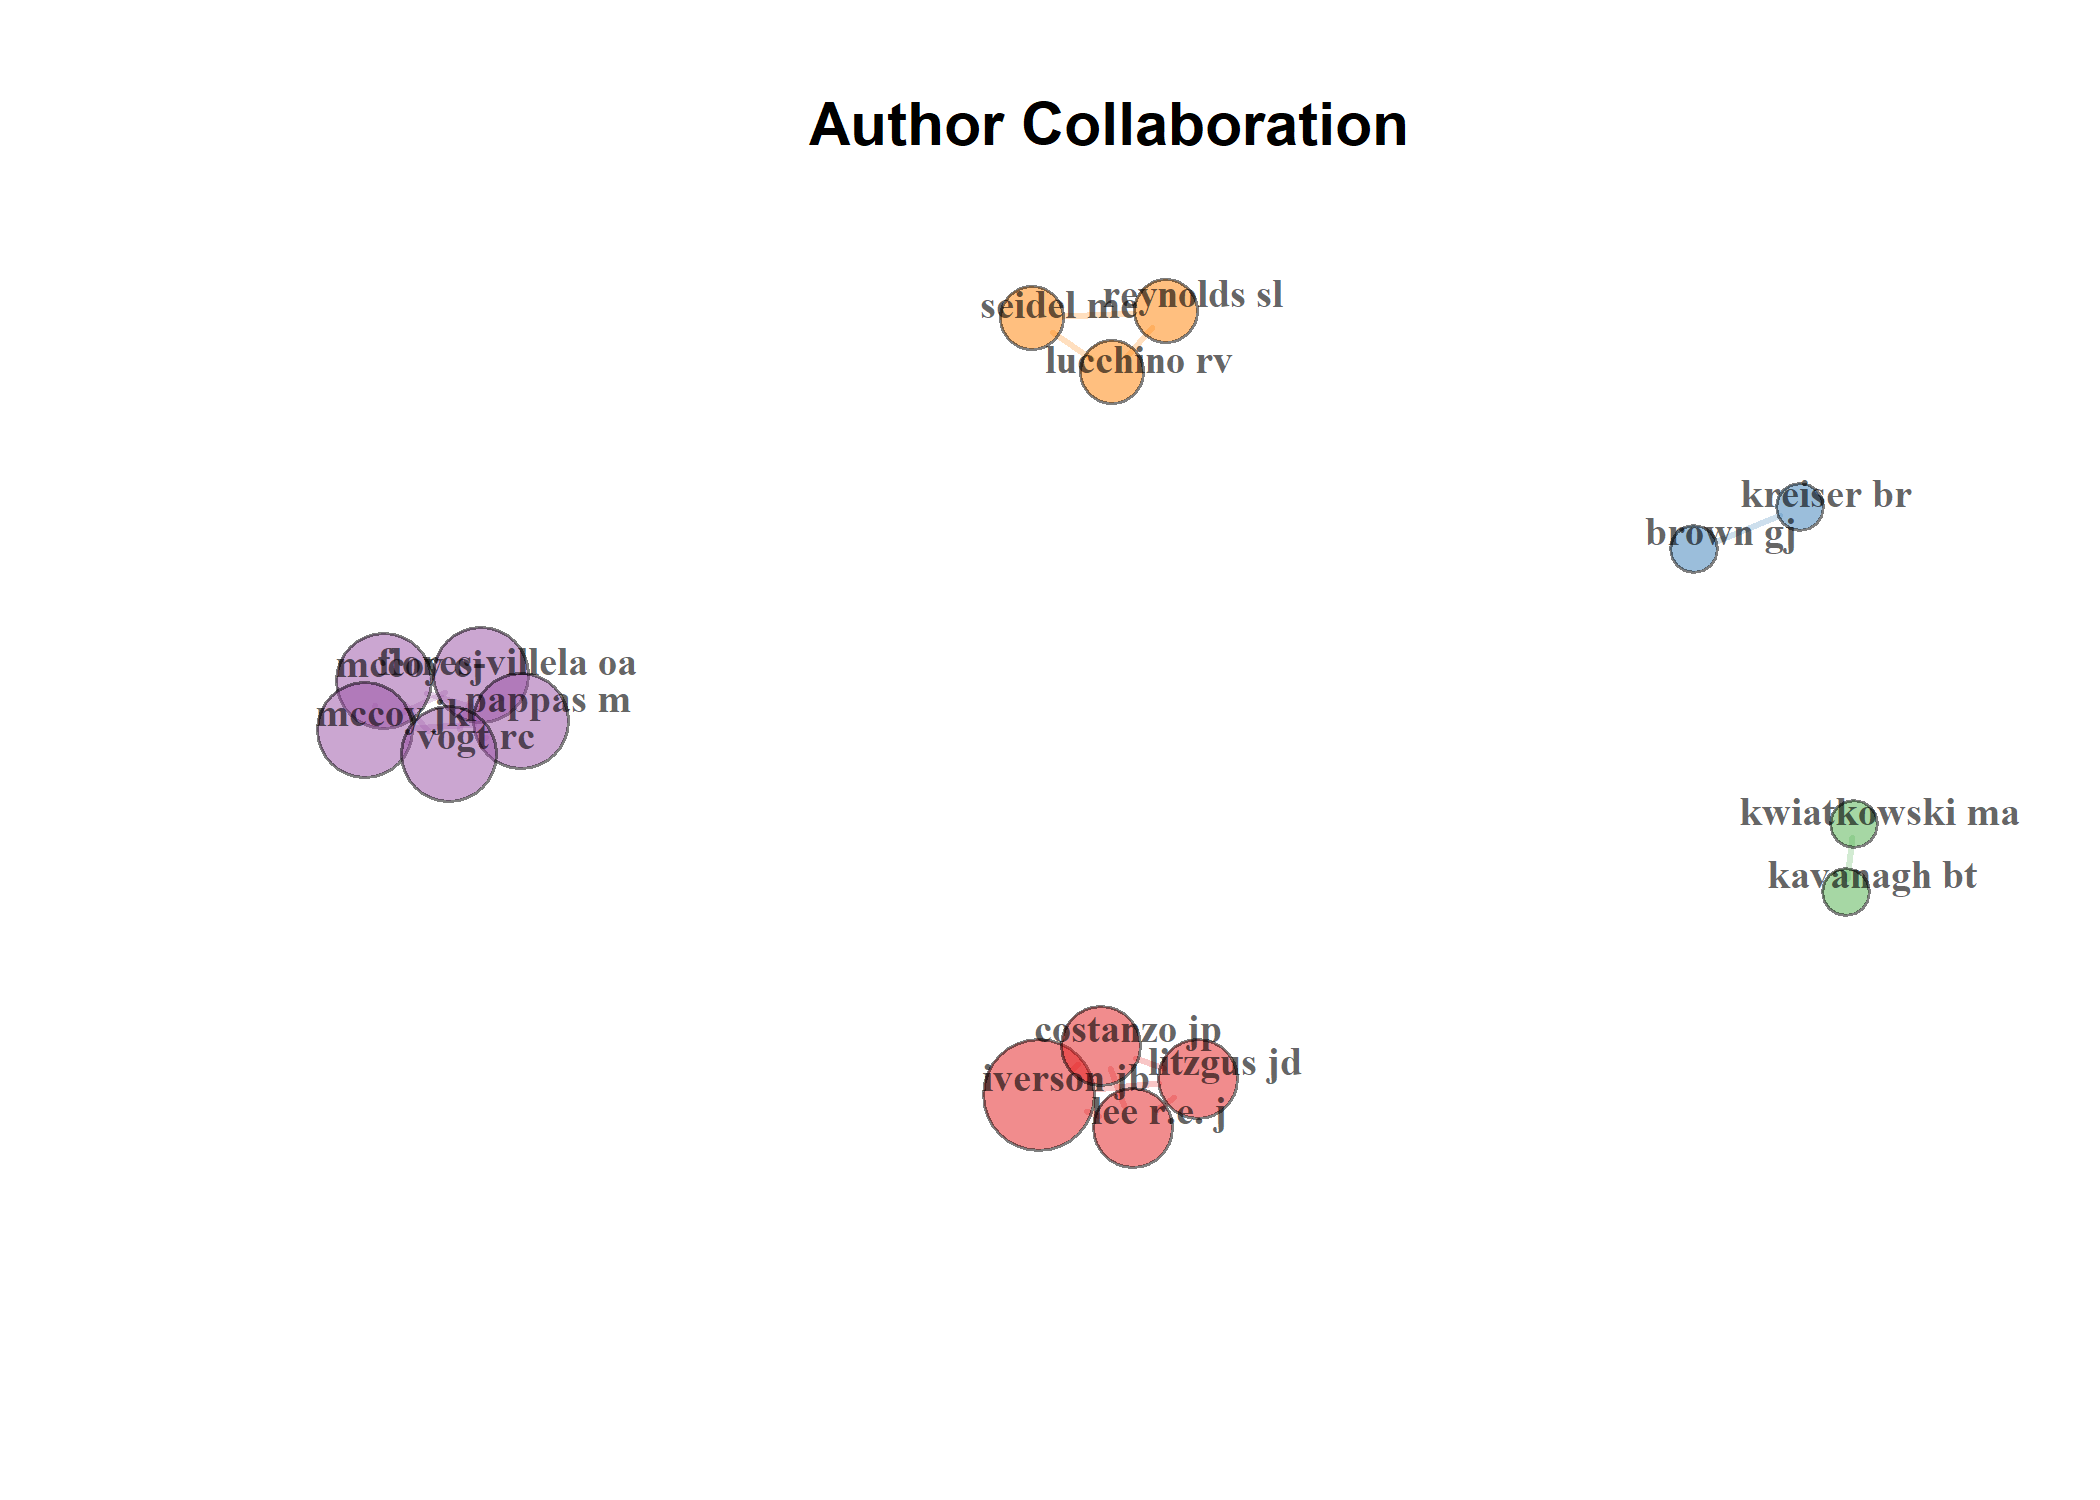 Author Collaboration
reynolds sl
seidel me
lucchino rv
kreiser br
brown gj
flores-villela oa
mccoy cj
pappas m
mccoy jk
vogt rc
kwiatkowski ma
kavanagh bt
costanzo jp
litzgus jd
iverson jb
lee r.e. j